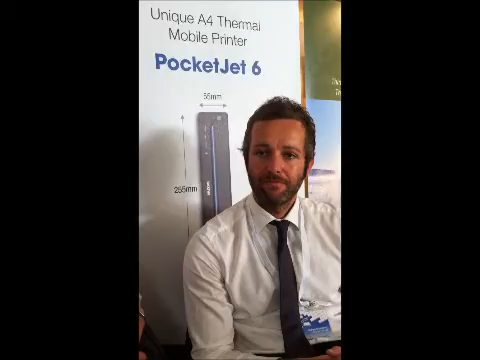 Unique A4 Thermal
Mobile Printer
PocketJet 6
55mm
255mm